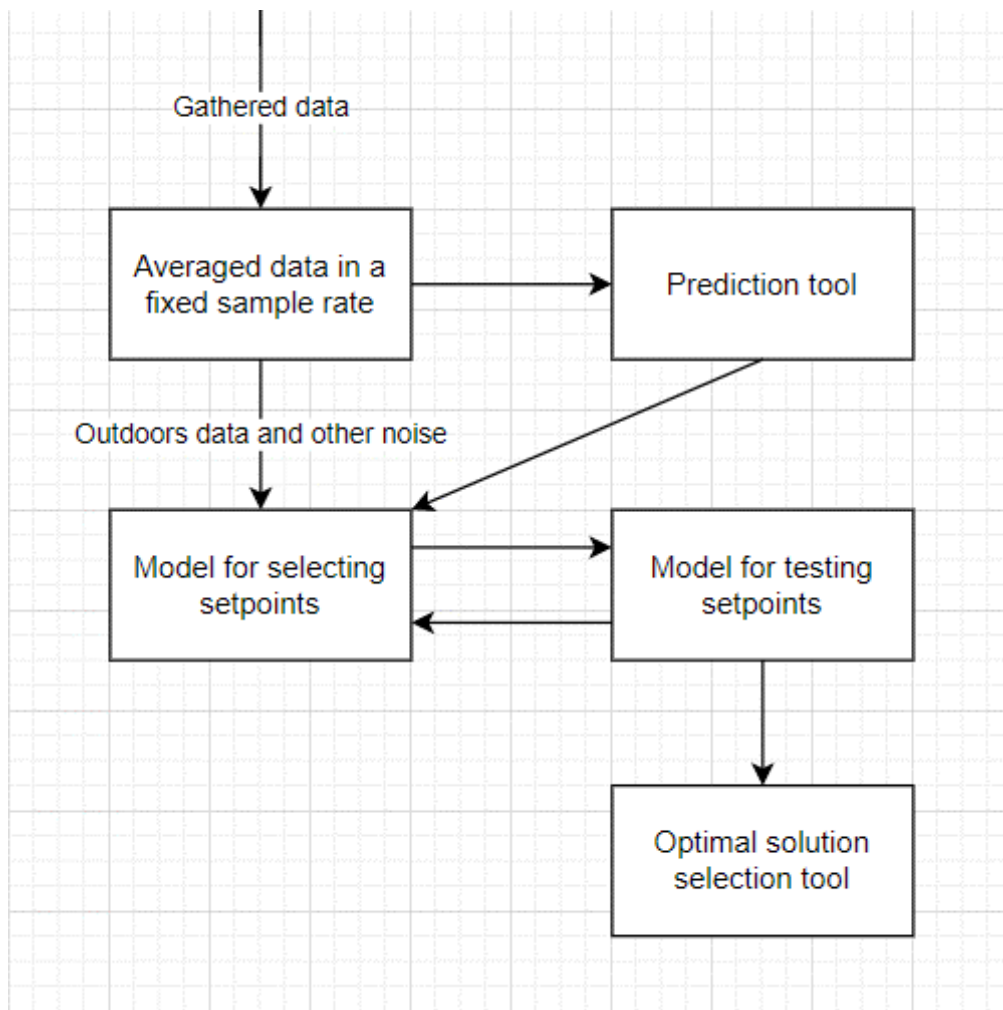 Gathered data
Averaged data in a
fixed sample rate
Prediction tool
Outdoors data and other noise
Model for selecting
setpoints
Model for testing
setpoints
Optimal solution
selection tool